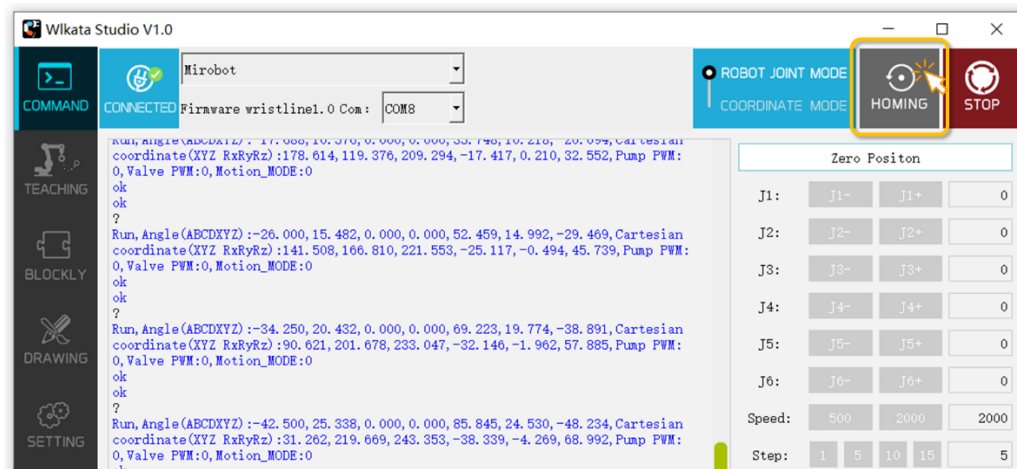 Wlkata Studio V1.0
COMMAND
CONNECTED
Mirobot
Firmware wristline1.0 Com: COM8
ROBOT JOINT MODE
COORDINATE MODE
HOMING
STOP
TEACHING
BLOCKLY
DRAWING
SETTING
coordinate(XYZ RxRyRz):178.614,119.376,209.294,-17.417,0.210,32.552,Pump PWM:
0,Valve PWM:0,Motion_MODE:0
ok
ok
?
Run,Angle(ABCDXYZ):-26.000,15.482,0.000,0.000,52.459,14.992,-29.469,Cartesian
coordinate(XYZ RxRyRz):141.508,166.810,221.553,-25.117,-0.494,45.739,Pump PWM:
0,Valve PWM:0,Motion_MODE:0
ok
ok
?
Run,Angle(ABCDXYZ):-34.250,20.432,0.000,0.000,69.223,19.774,-38.891,Cartesian
coordinate(XYZ RxRyRz):90.621,201.678,233.047,-32.146,-1.962,57.885,Pump PWM:
0,Valve PWM:0,Motion_MODE:0
ok
ok
?
Run,Angle(ABCDXYZ):-42.500,25.338,0.000,0.000,85.845,24.530,-48.234,Cartesian
coordinate(XYZ RxRyRz):31.262,219.669,243.353,-38.339,-4.269,68.992,Pump PWM:
0,Valve PWM:0,Motion_MODE:0
Zero Positon
J1: J1- J1+ 0
J2: J2- J2+ 0
J3: J3- J3+ 0
J4: J4- J4+ 0
J5: J5- J5+ 0
J6: J6- J6+ 0
Speed: 500 2000 2000
Step: 1 5 10 15 5